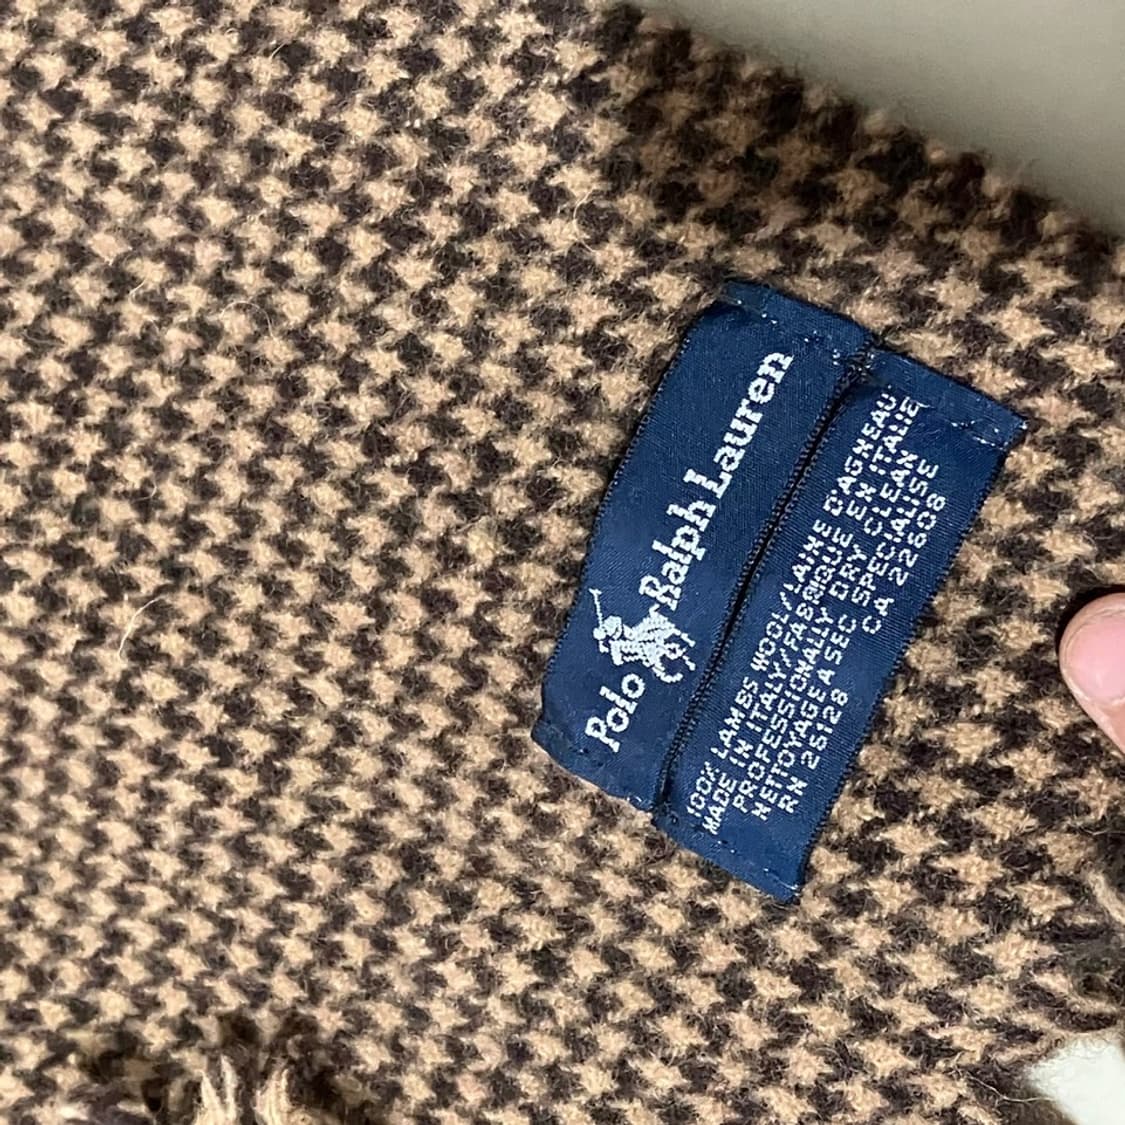 Polo Ralph Lauren
100% LAMBS WOOL/LAINE D'AGNEAU
MADE IN ITALY/FABRIQUE EN ITALIE
PROFESSIONALLY DRY CLEAN
NETTOYAGE A SEC SPECIALISE
RN 26128 CA 22608